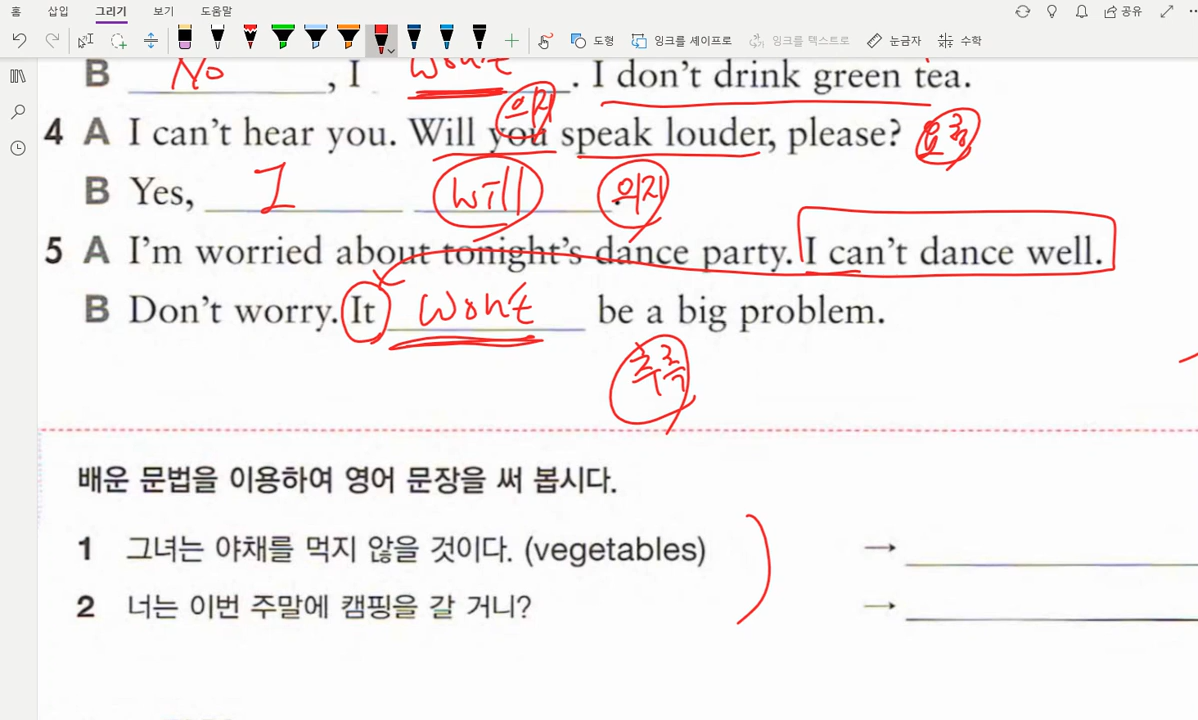 홈 삽입 그리기 보기 도움말 공유
도형 잉크를 셰이프로 잉크를 텍스트로 눈금자 수학
B No, I won't. I don't drink green tea.
의지
4 A I can't hear you. Will you speak louder, please? 요청
B Yes, I will. 의지
5 A I'm worried about tonight's dance party. I can't dance well.
B Don't worry. It won't be a big problem.
추측
배운 문법을 이용하여 영어 문장을 써 봅시다.
1 그녀는 야채를 먹지 않을 것이다. (vegetables) →
2 너는 이번 주말에 캠핑을 갈 거니? →